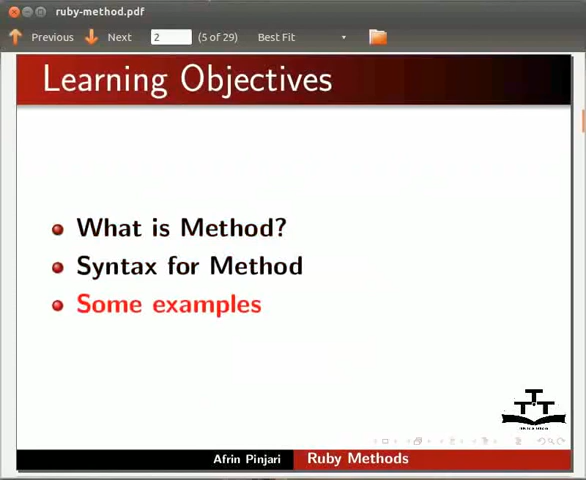 ruby-method.pdf
Previous Next 2 (5 of 29) Best Fit
Learning Objectives
What is Method?
Syntax for Method
Some examples
TTT
Afrin Pinjari Ruby Methods